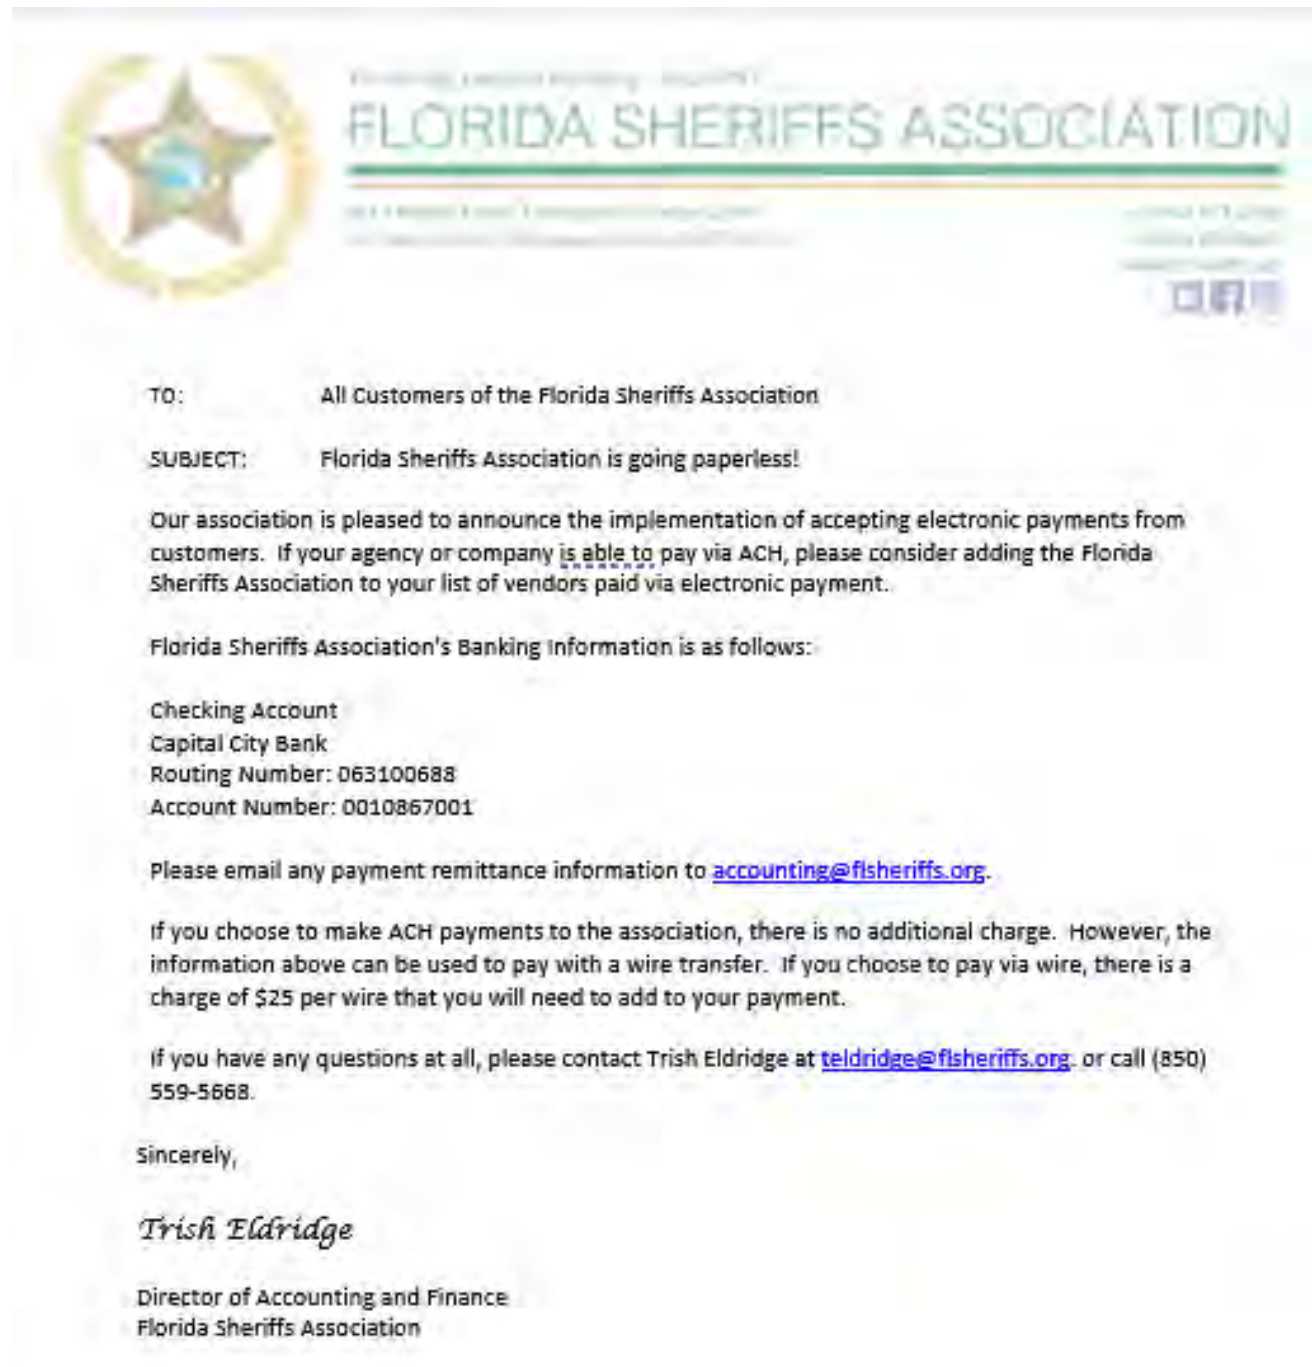 FLORIDA SHERIFFS ASSOCIATION
TO: All Customers of the Florida Sheriffs Association
SUBJECT: Florida Sheriffs Association is going paperless!
Our association is pleased to announce the implementation of accepting electronic payments from
customers. If your agency or company is able to pay via ACH, please consider adding the Florida
Sheriffs Association to your list of vendors paid via electronic payment.
Florida Sheriffs Association's Banking Information is as follows:
Checking Account
Capital City Bank
Routing Number: 063100688
Account Number: 0010867001
Please email any payment remittance information to accounting@flsheriffs.org.
If you choose to make ACH payments to the association, there is no additional charge. However, the
information above can be used to pay with a wire transfer. If you choose to pay via wire, there is a
charge of $25 per wire that you will need to add to your payment.
If you have any questions at all, please contact Trish Eldridge at teldridge@flsheriffs.org. or call (850)
559-5668.
Sincerely,
Trish Eldridge
Director of Accounting and Finance
Florida Sheriffs Association